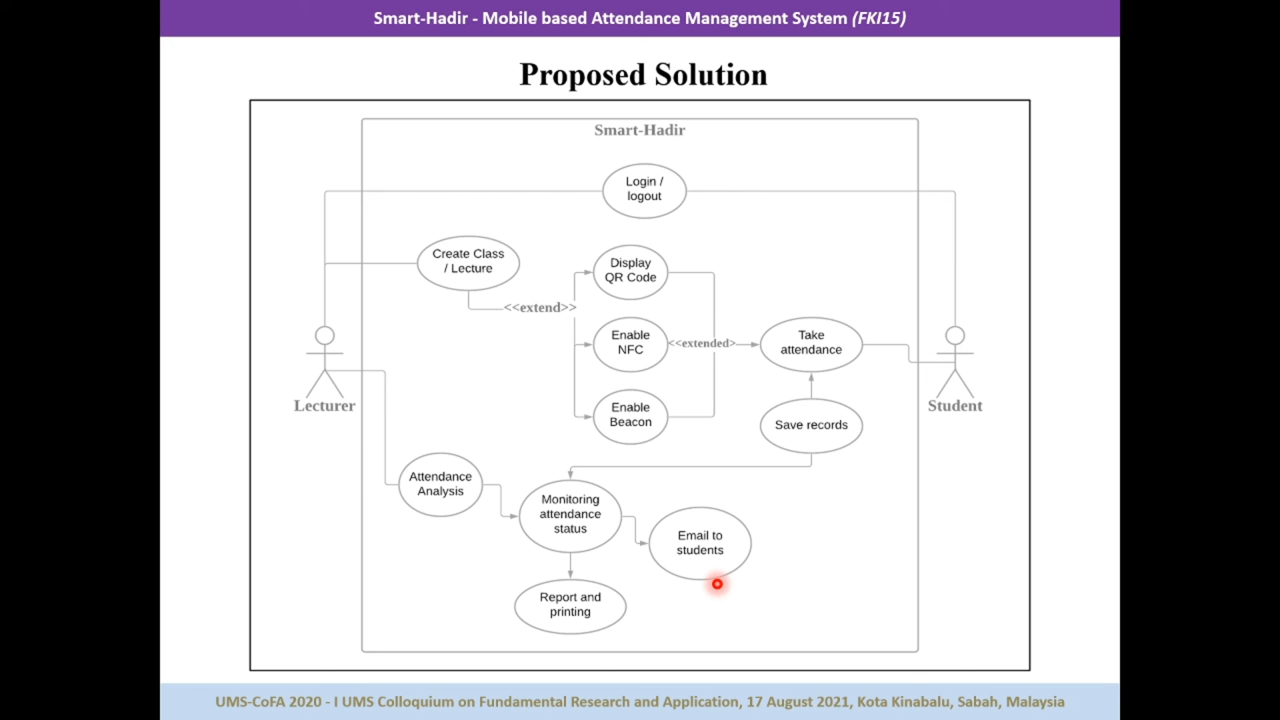 Smart-Hadir - Mobile based Attendance Management System (FKI15)
Proposed Solution
Smart-Hadir
Login /
logout
Create Class
/ Lecture
<<extend>>
Display
QR Code
Enable
NFC
<<extended>
Enable
Beacon
Take
attendance
Save records
Lecturer
Student
Attendance
Analysis
Monitoring
attendance
status
Email to
students
Report and
printing
UMS-CoFA 2020 - I UMS Colloquium on Fundamental Research and Application, 17 August 2021, Kota Kinabalu, Sabah, Malaysia